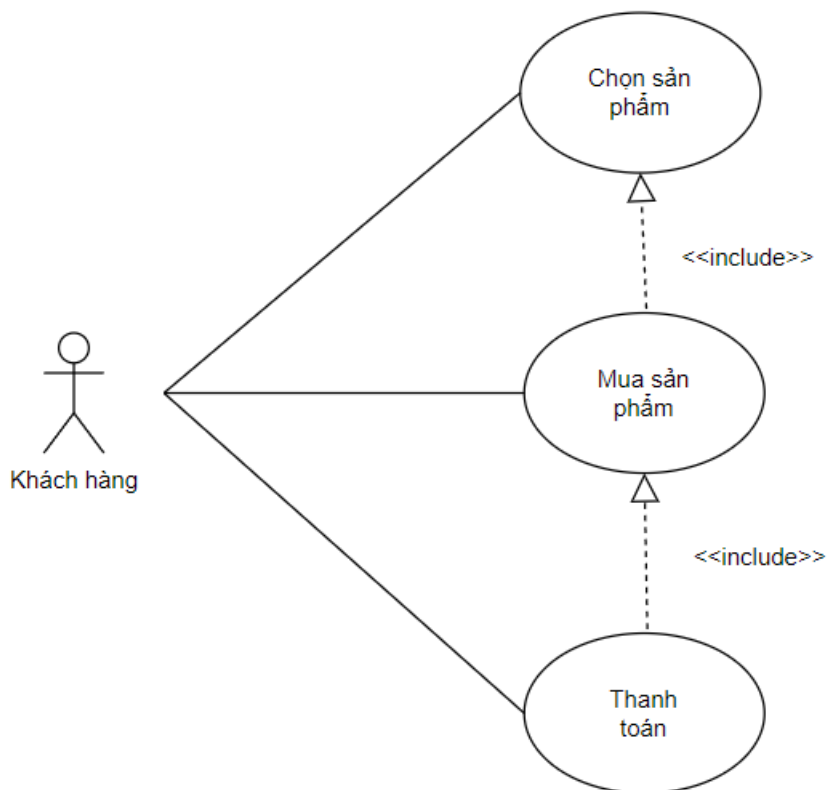 Chọn sản
phẩm
<<include>>
Mua sản
phẩm
Khách hàng
<<include>>
Thanh
toán